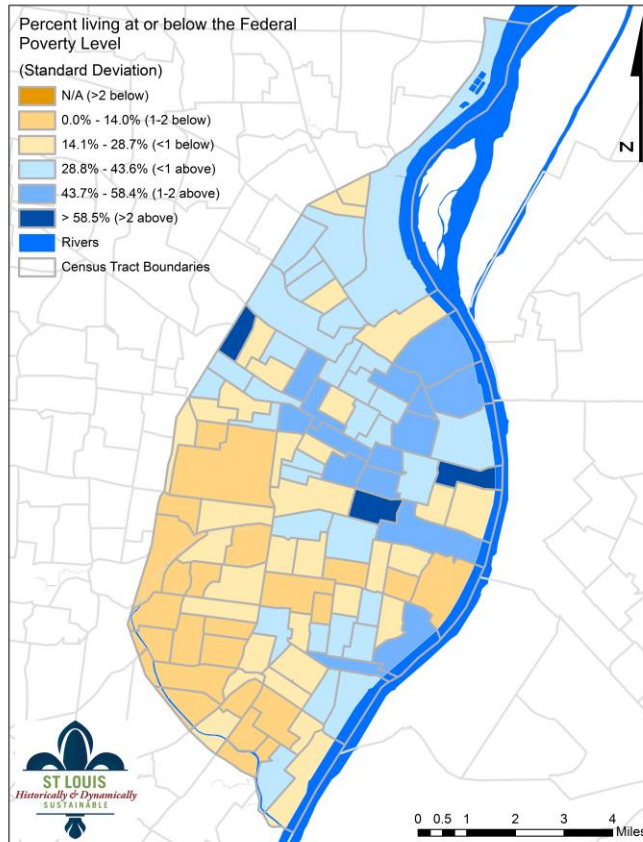 Percent living at or below the Federal
Poverty Level
(Standard Deviation)
N/A (>2 below)
0.0% - 14.0% (1-2 below)
14.1% - 28.7% (<1 below)
28.8% - 43.6% (<1 above)
43.7% - 58.4% (1-2 above)
> 58.5% (>2 above)
Rivers
Census Tract Boundaries
N
ST LOUIS
Historically & Dynamically
SUSTAINABLE
0 0.5 1 2 3 4
Miles